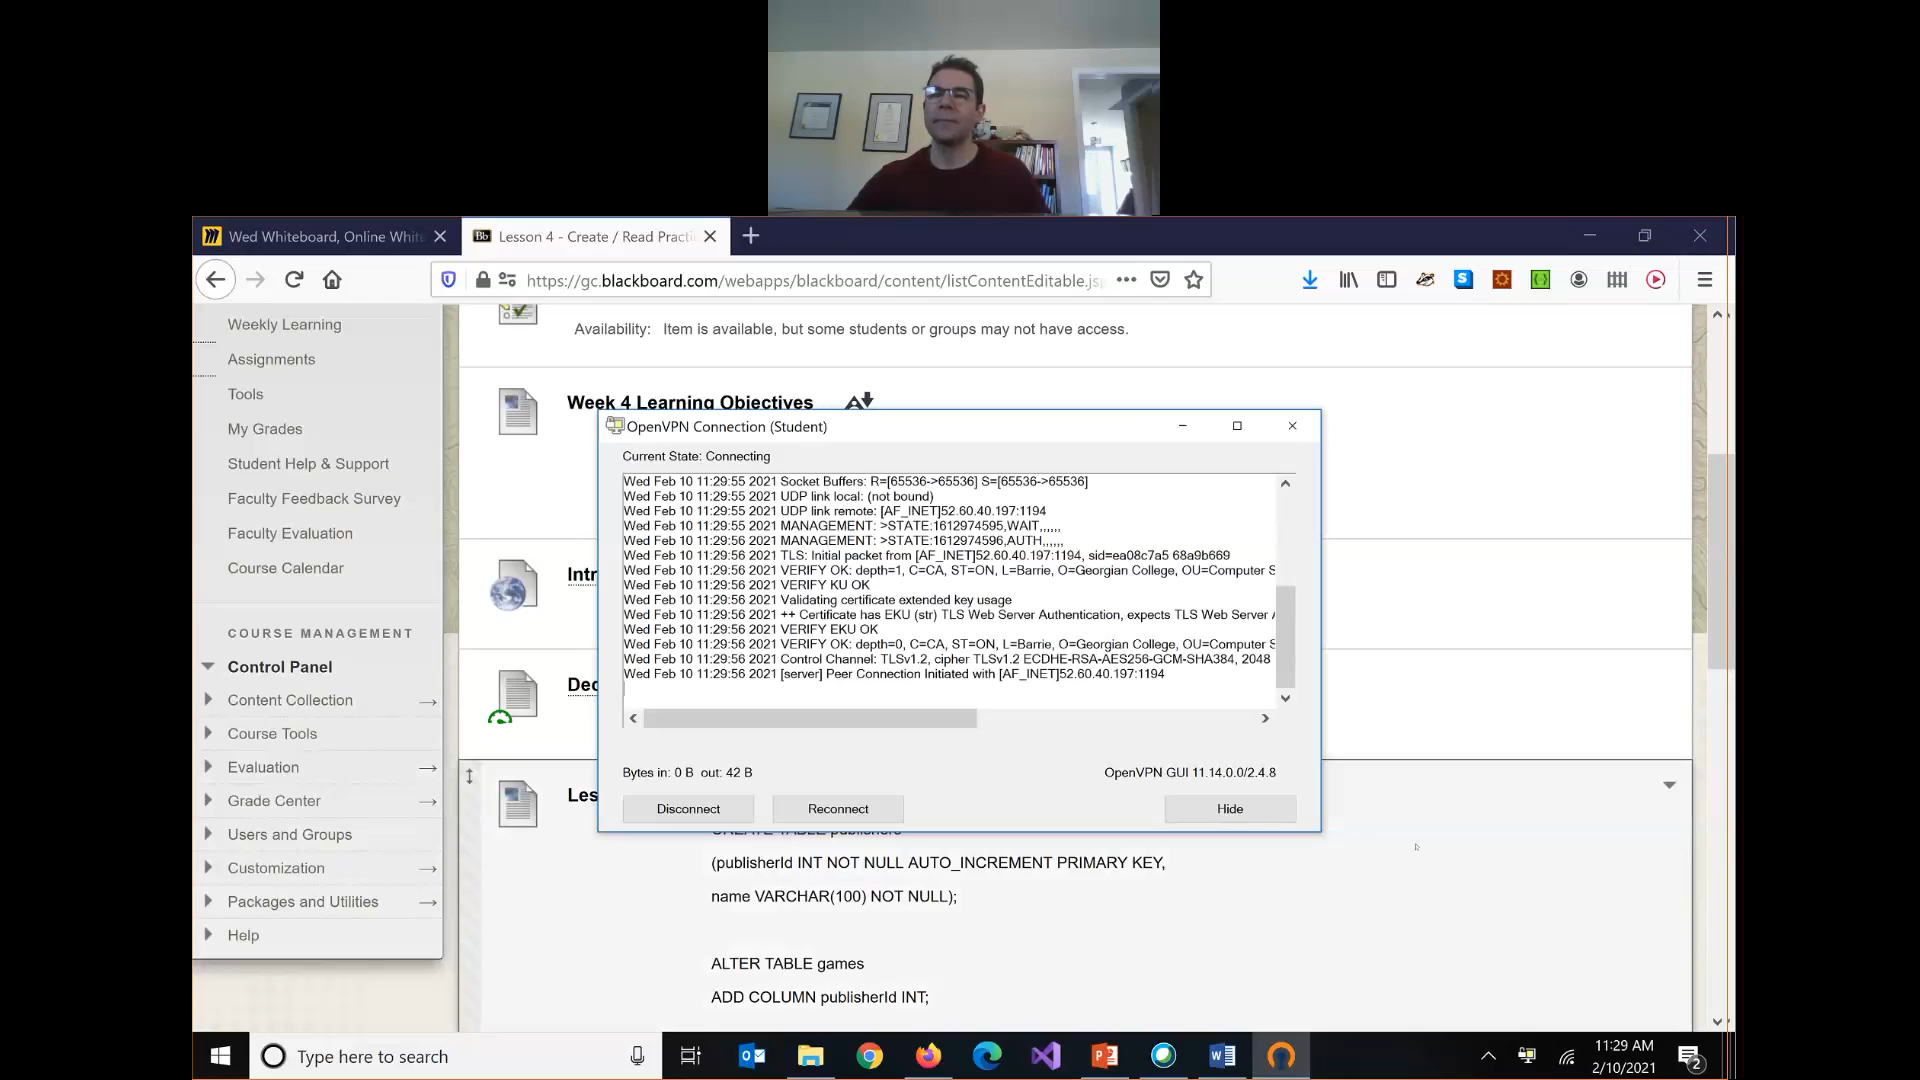 Wed Whiteboard, Online White
Lesson 4 - Create / Read Practi
https://gc.blackboard.com/webapps/blackboard/content/listContentEditable.jsp
Weekly Learning
Assignments
Tools
My Grades
Student Help & Support
Faculty Feedback Survey
Faculty Evaluation
Course Calendar
COURSE MANAGEMENT
Control Panel
Content Collection
Course Tools
Evaluation
Grade Center
Users and Groups
Customization
Packages and Utilities
Help
Availability: Item is available, but some students or groups may not have access.
Week 4 Learning Objectives
Intr
Dec
Les
OpenVPN Connection (Student)
Current State: Connecting
Wed Feb 10 11:29:55 2021 Socket Buffers: R=[65536->65536] S=[65536->65536]
Wed Feb 10 11:29:55 2021 UDP link local: (not bound)
Wed Feb 10 11:29:55 2021 UDP link remote: [AF_INET]52.60.40.197:1194
Wed Feb 10 11:29:55 2021 MANAGEMENT: >STATE:1612974595,WAIT,,,,,,
Wed Feb 10 11:29:56 2021 MANAGEMENT: >STATE:1612974596,AUTH,,,,,,
Wed Feb 10 11:29:56 2021 TLS: Initial packet from [AF_INET]52.60.40.197:1194, sid=ea08c7a5 68a9b669
Wed Feb 10 11:29:56 2021 VERIFY OK: depth=1, C=CA, ST=ON, L=Barrie, O=Georgian College, OU=Computer S
Wed Feb 10 11:29:56 2021 VERIFY KU OK
Wed Feb 10 11:29:56 2021 Validating certificate extended key usage
Wed Feb 10 11:29:56 2021 ++ Certificate has EKU (str) TLS Web Server Authentication, expects TLS Web Server A
Wed Feb 10 11:29:56 2021 VERIFY EKU OK
Wed Feb 10 11:29:56 2021 VERIFY OK: depth=0, C=CA, ST=ON, L=Barrie, O=Georgian College, OU=Computer S
Wed Feb 10 11:29:56 2021 Control Channel: TLSv1.2, cipher TLSv1.2 ECDHE-RSA-AES256-GCM-SHA384, 2048
Wed Feb 10 11:29:56 2021 [server] Peer Connection Initiated with [AF_INET]52.60.40.197:1194
Bytes in: 0 B out: 42 B
OpenVPN GUI 11.14.0.0/2.4.8
Disconnect
Reconnect
Hide
CREATE TABLE publishers
(publisherId INT NOT NULL AUTO_INCREMENT PRIMARY KEY,
name VARCHAR(100) NOT NULL);
ALTER TABLE games
ADD COLUMN publisherId INT;
Type here to search
11:29 AM
2/10/2021
2